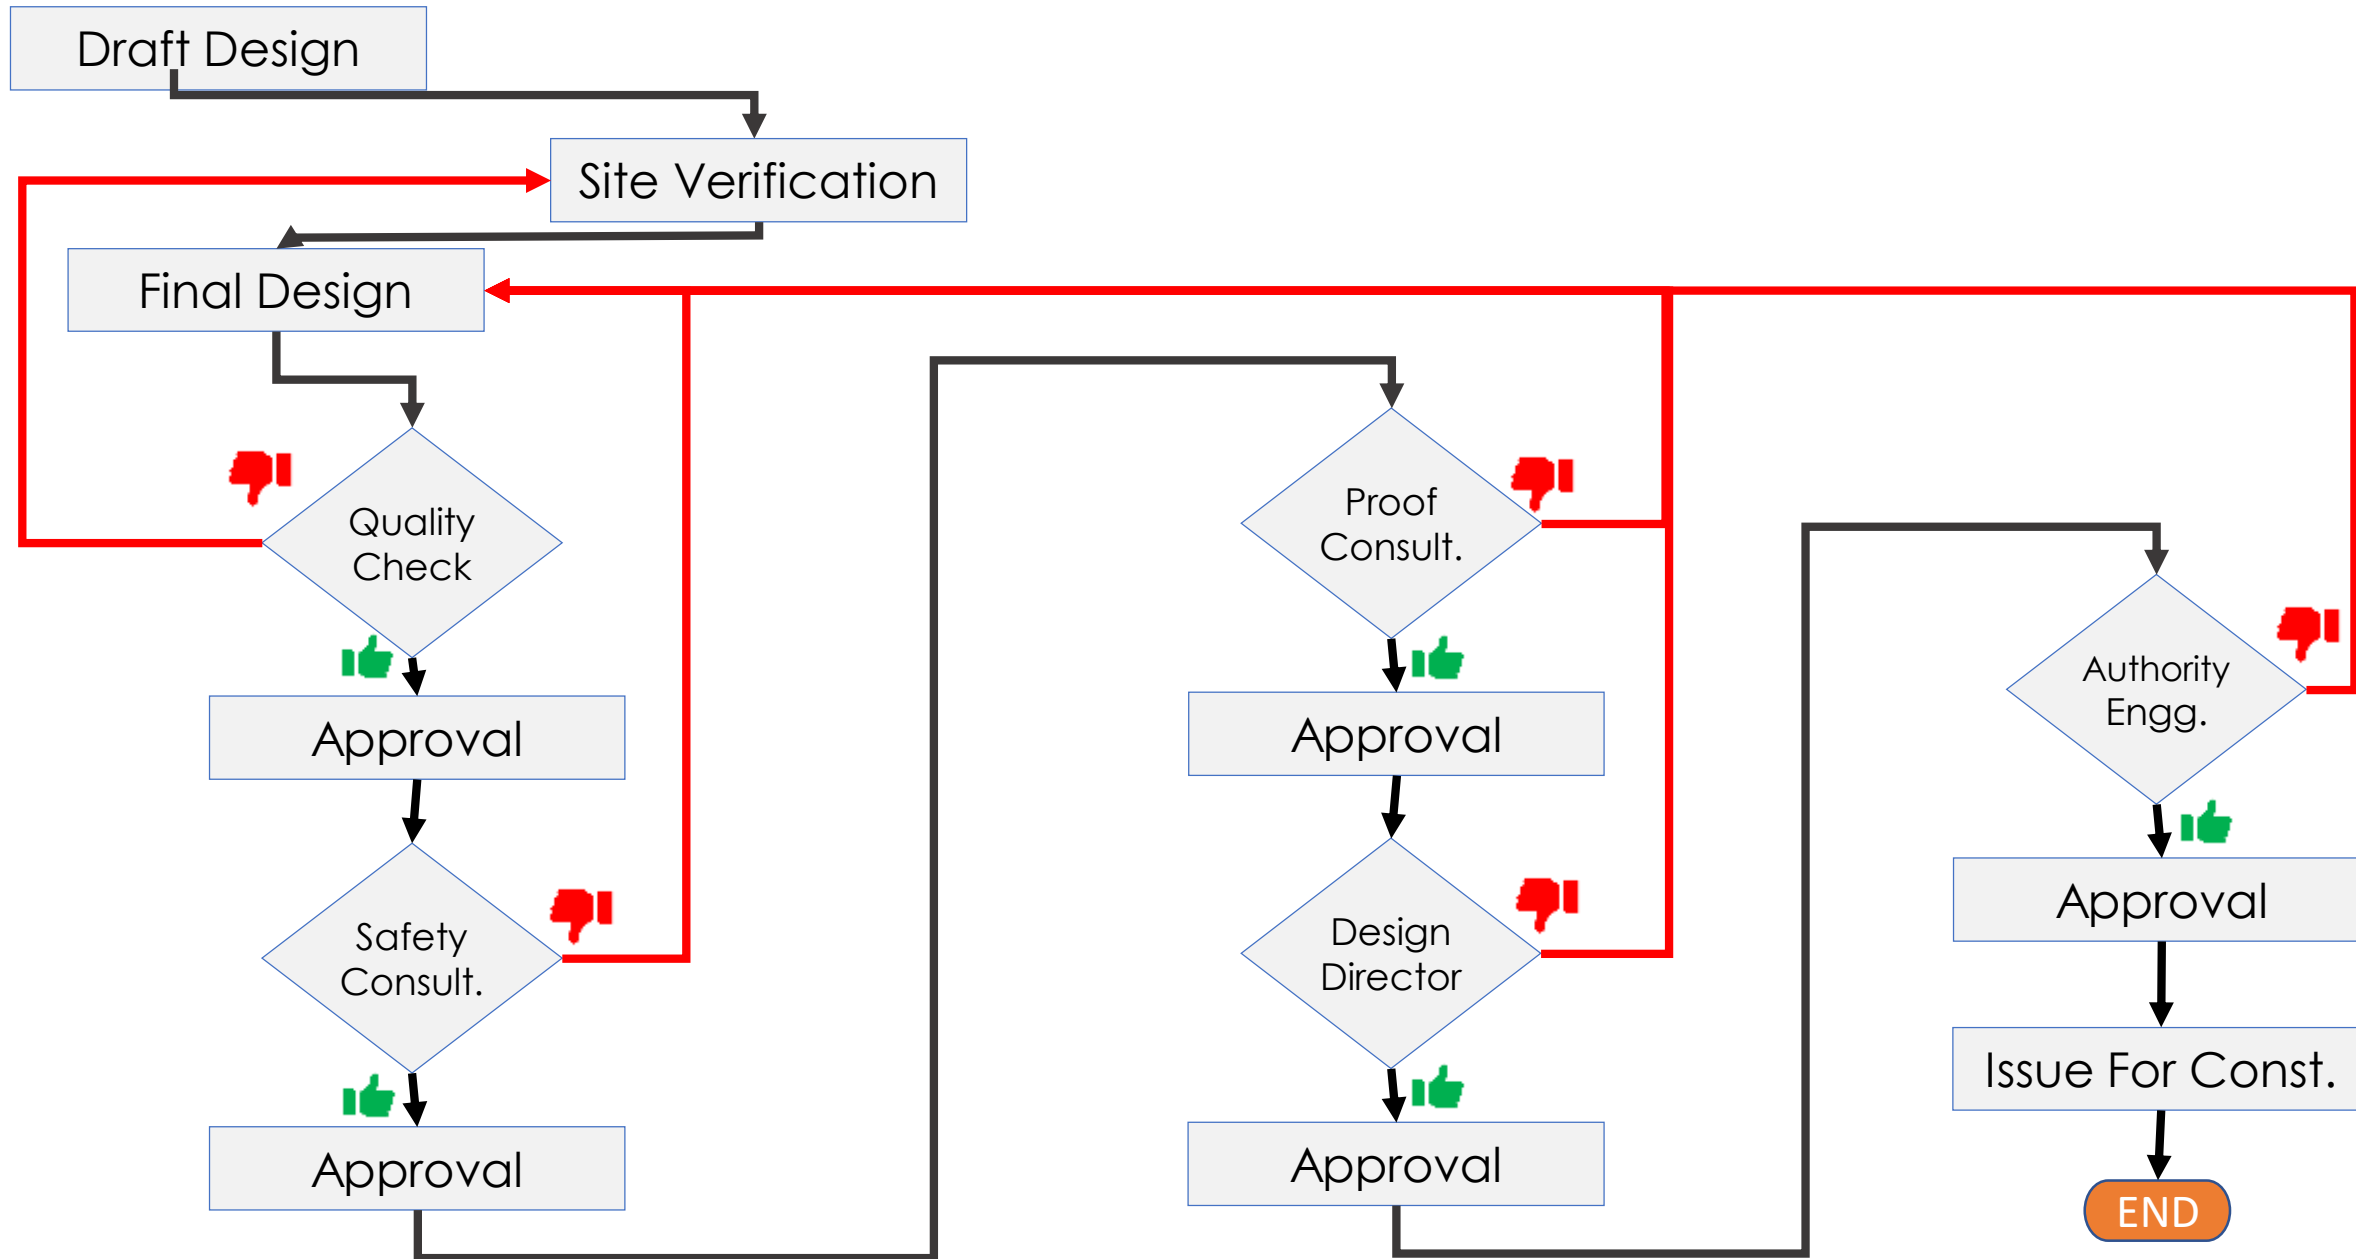 Draft Design
Site Verification
Final Design
Quality
Check
Approval
Safety
Consult.
Approval
Proof
Consult.
Approval
Design
Director
Approval
Authority
Engg.
Approval
Issue For Const.
END